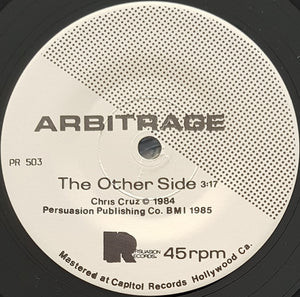 ARBITRAGE
PR 503
The Other Side 3:17
Chris Cruz © 1984
Persuasion Publishing Co. BMI 1985
R PERSUASION RECORDS 45rpm
Mastered at Capitol Records Hollywood Ca.